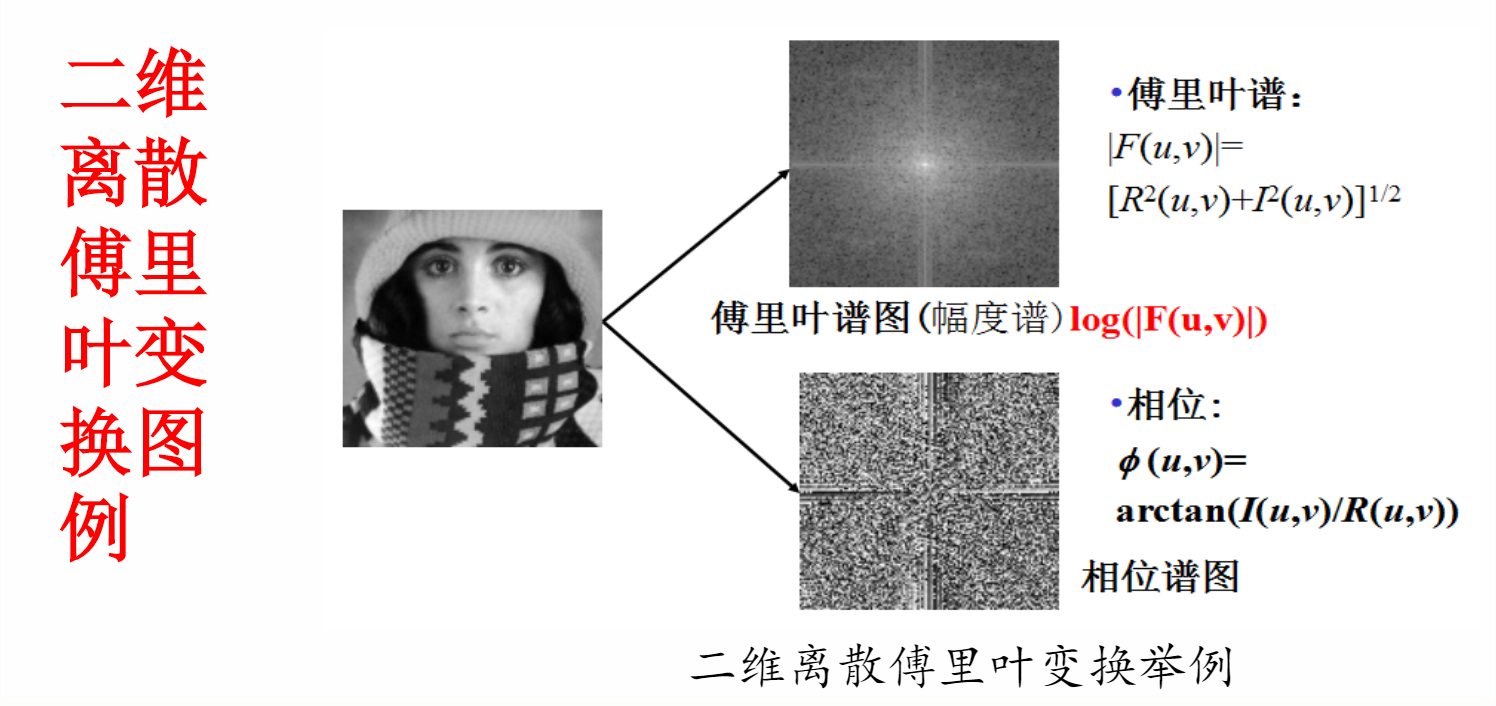 二维
离散
傅里
叶变
换图
例
•傅里叶谱：
|F(u,v)|=
[R²(u,v)+I²(u,v)]^1/2
傅里叶谱图(幅度谱)log(|F(u,v)|)
•相位:
ϕ(u,v)=
arctan(I(u,v)/R(u,v))
相位谱图
二维离散傅里叶变换举例